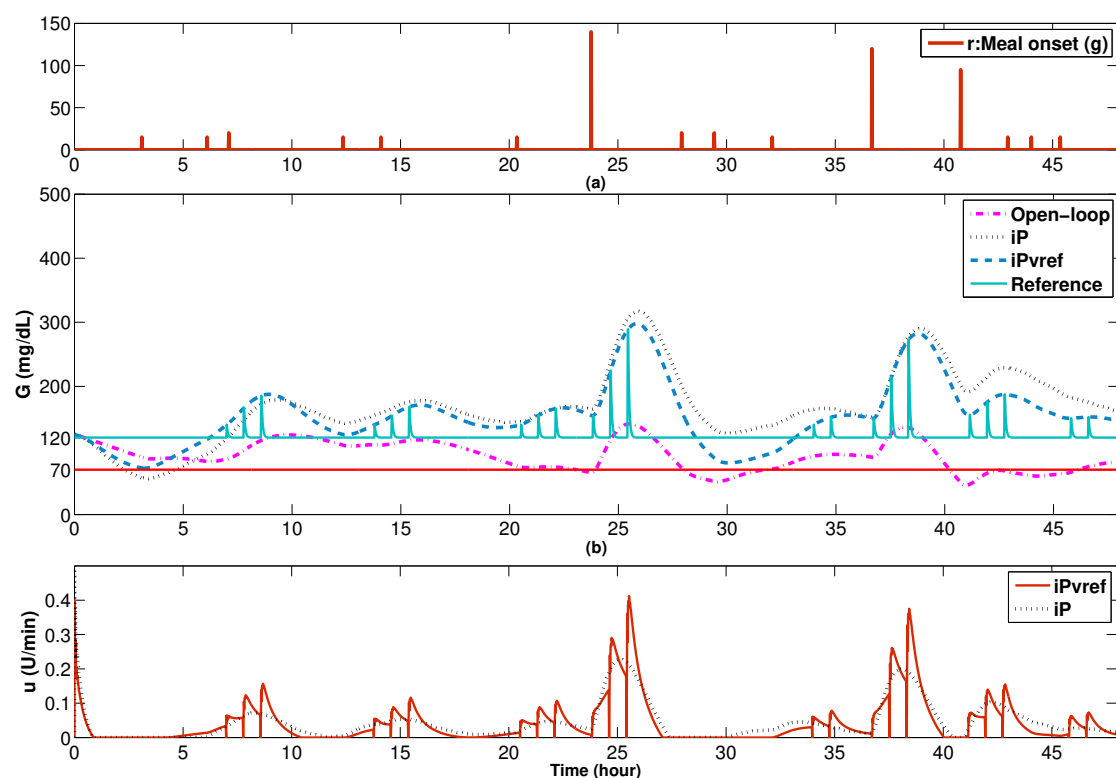 150
r:Meal onset (g)
100
50
0
0 5 10 15 20 25 30 35 40 45
(a)
500
Open-loop
iP
400
iPvref
Reference
300
G (mg/dL)
200
120
70
0
0 5 10 15 20 25 30 35 40 45
(b)
iPvref
0.4
iP
0.3
u (U/min)
0.2
0.1
0
0 5 10 15 20 25 30 35 40 45
Time (hour)